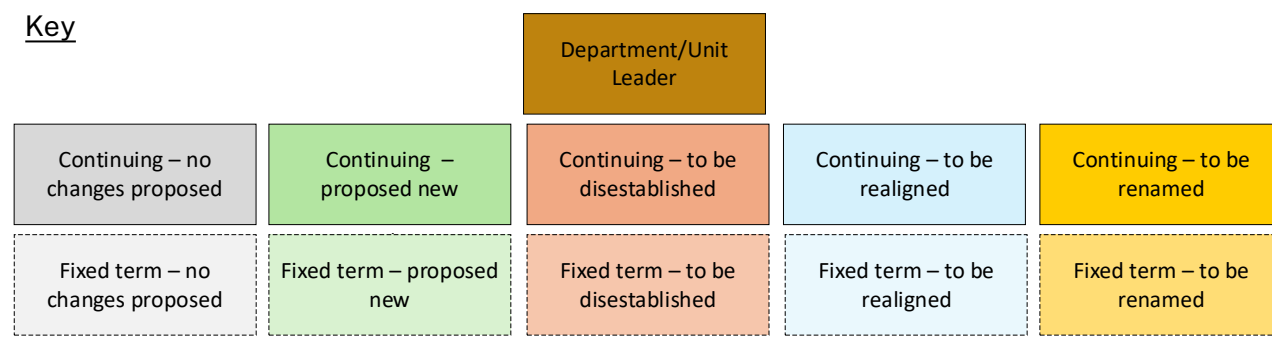 Key
Department/Unit
Leader
Continuing – no
changes proposed
Continuing –
proposed new
Continuing – to be
disestablished
Continuing – to be
realigned
Continuing – to be
renamed
Fixed term – no
changes proposed
Fixed term – proposed
new
Fixed term – to be
disestablished
Fixed term – to be
realigned
Fixed term – to be
renamed